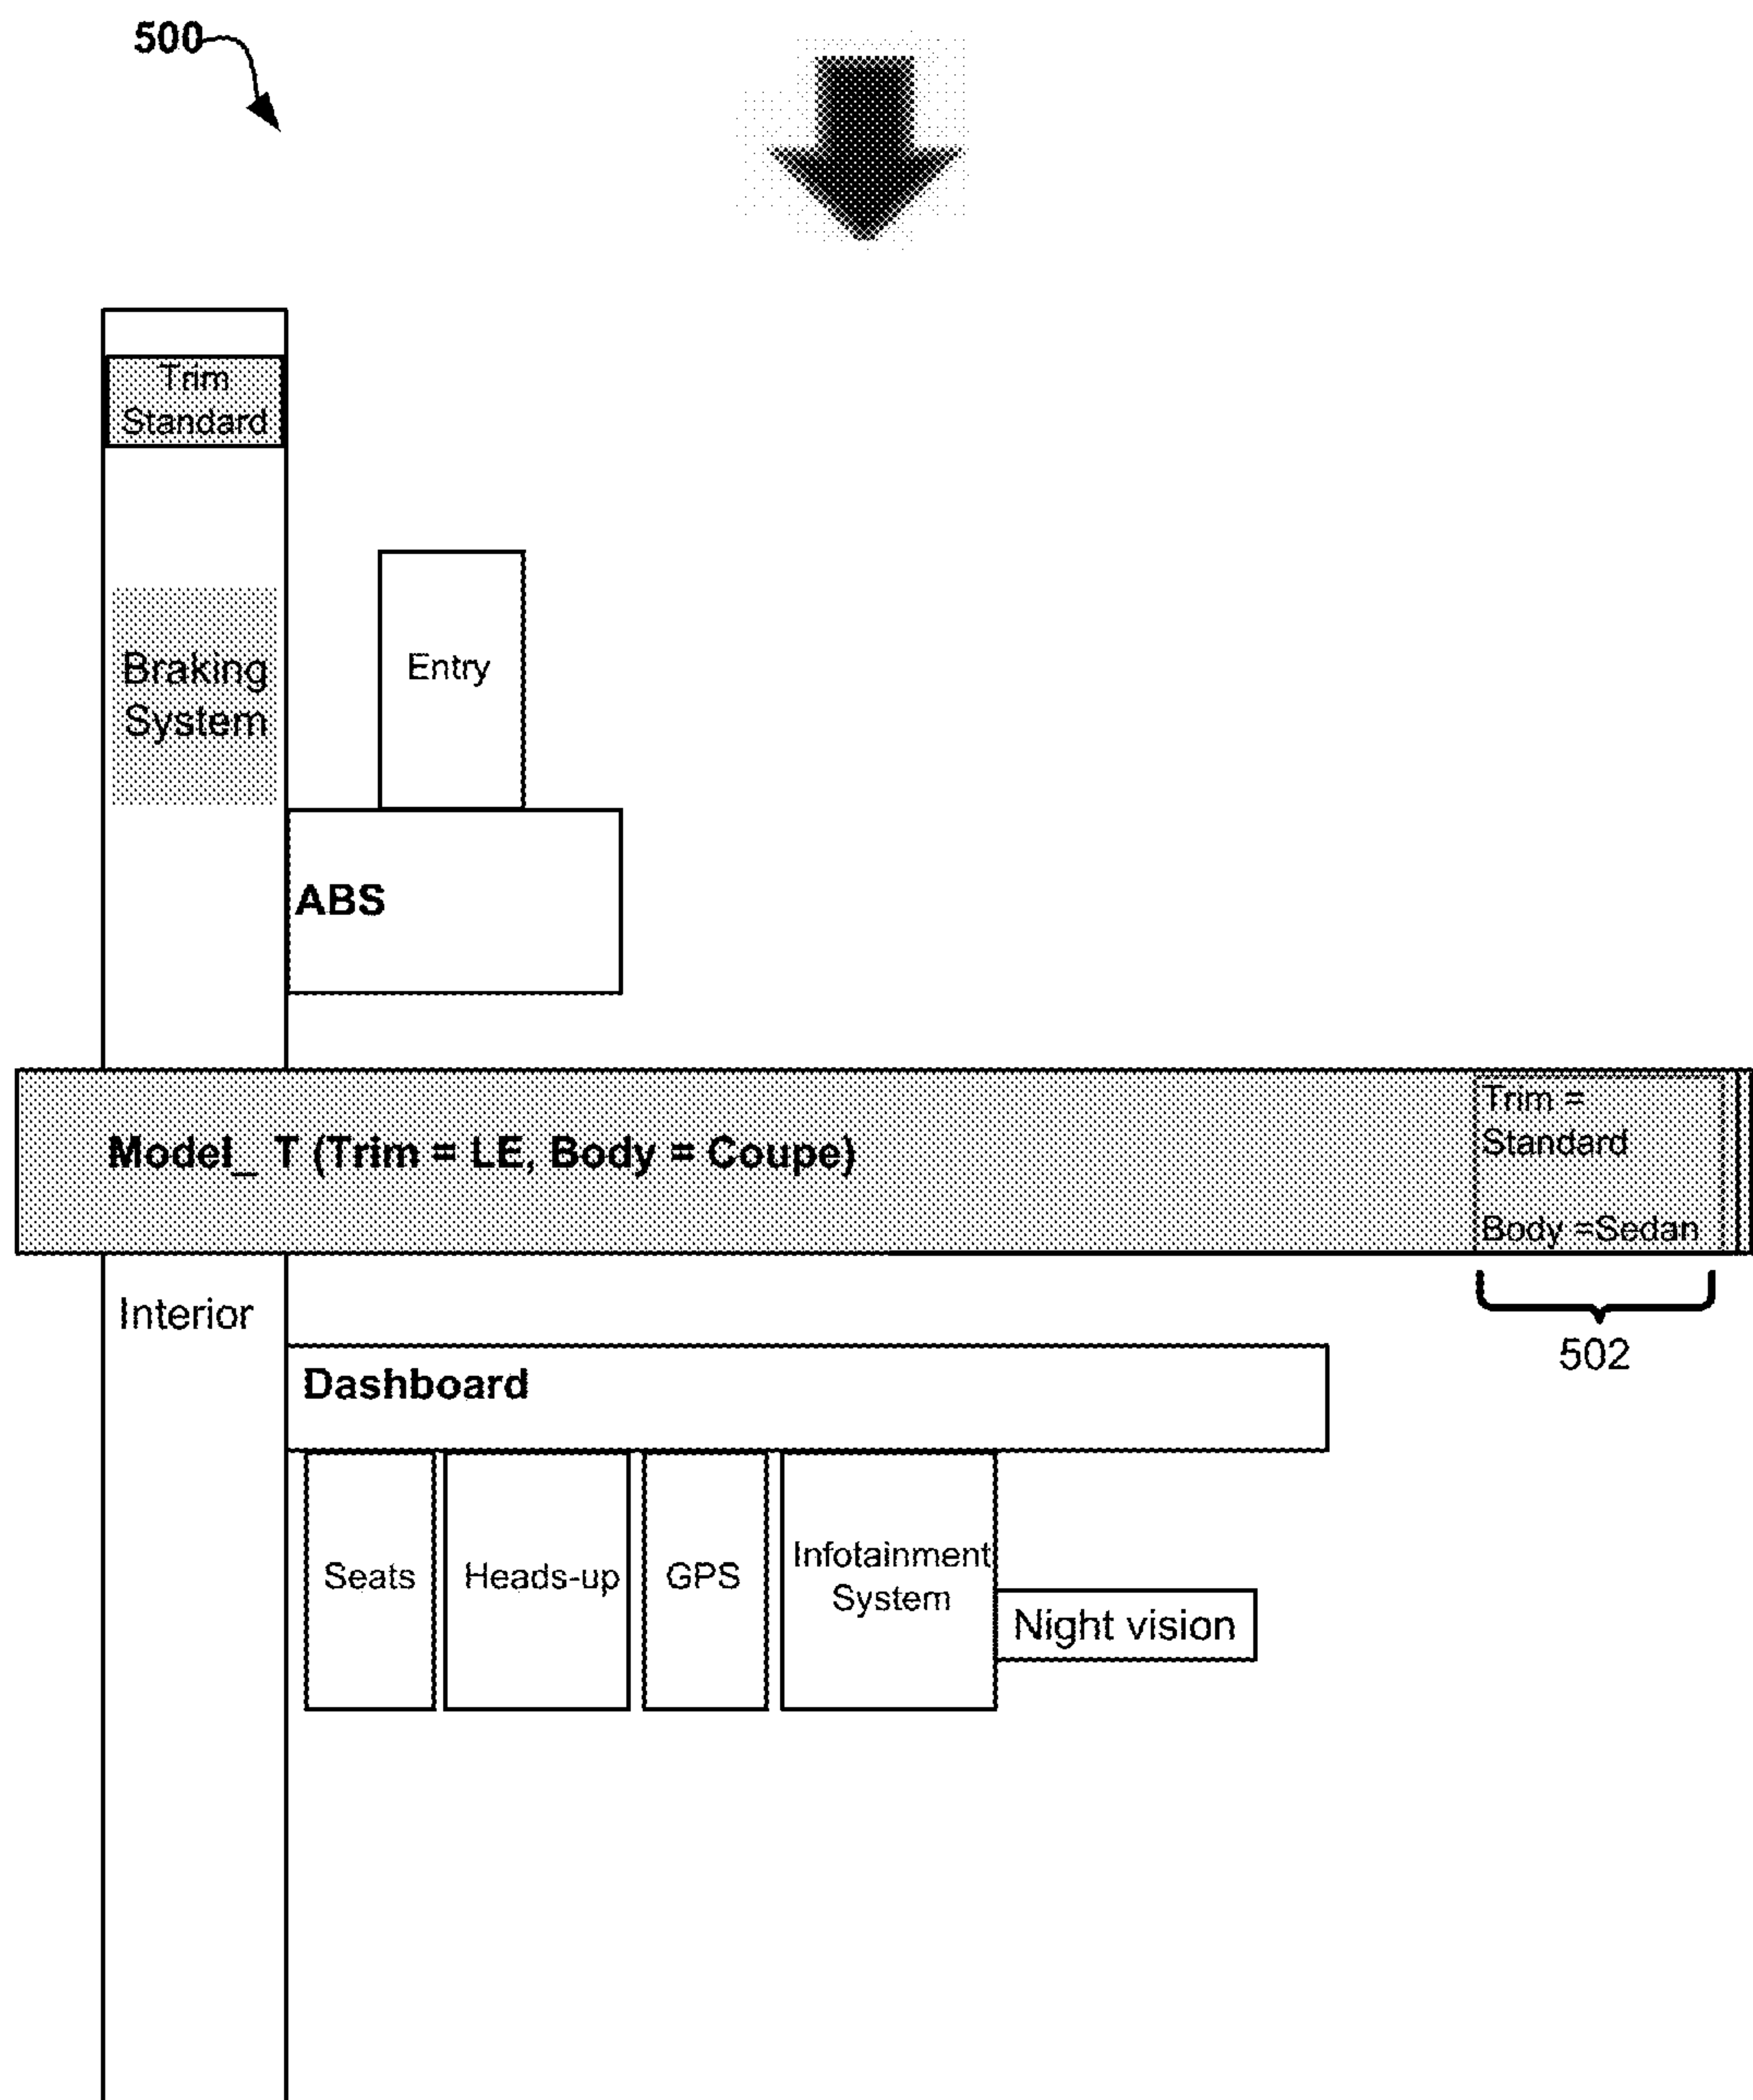 500
Trim
Standard
Braking
System
Entry
ABS
Model_ T (Trim = LE, Body = Coupe)
Trim =
Standard
Body =Sedan
502
Interior
Dashboard
Seats
Heads-up
GPS
Infotainment
System
Night vision